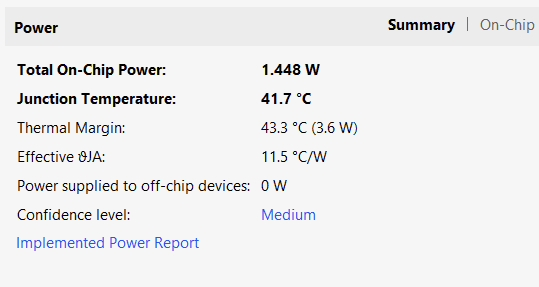 Power
Summary | On-Chip
Total On-Chip Power: 1.448 W
Junction Temperature: 41.7 °C
Thermal Margin: 43.3 °C (3.6 W)
Effective ϑJA: 11.5 °C/W
Power supplied to off-chip devices: 0 W
Confidence level: Medium
Implemented Power Report